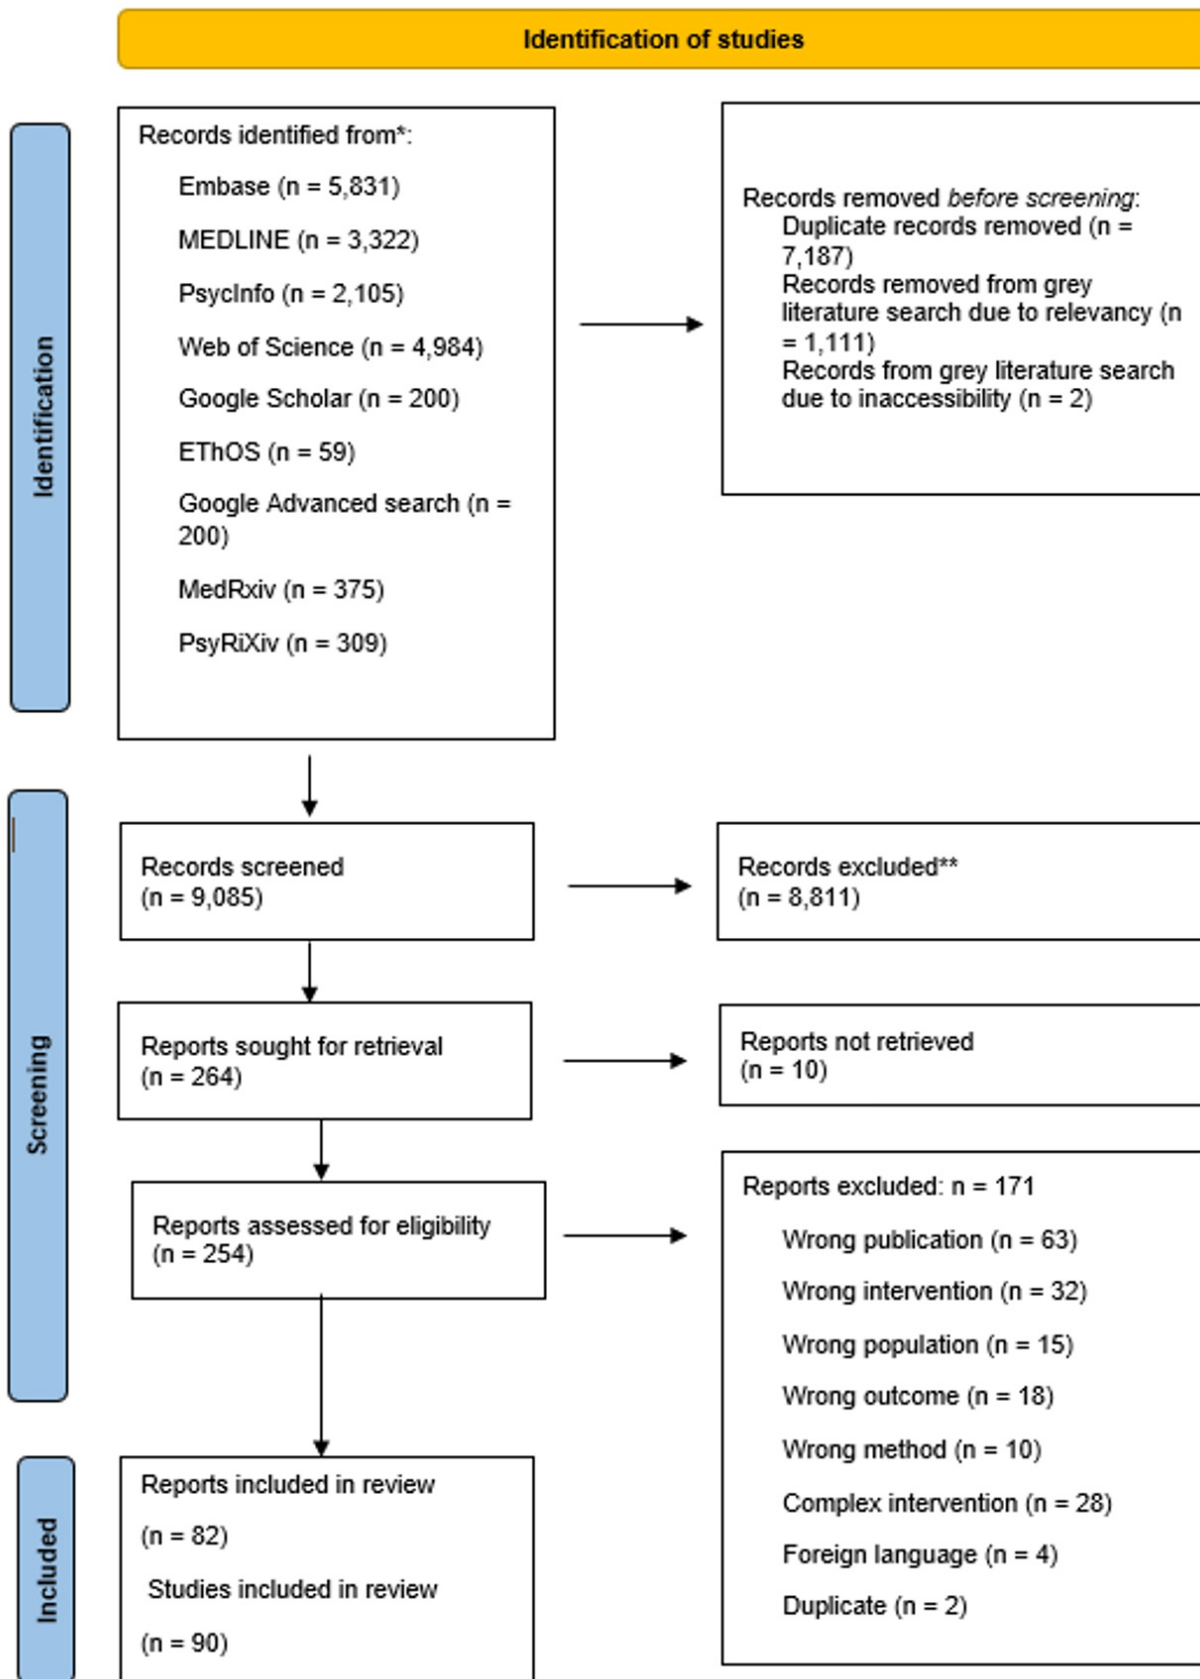 Identification of studies
Identification
Records identified from*:
Embase (n = 5,831)
MEDLINE (n = 3,322)
PsycInfo (n = 2,105)
Web of Science (n = 4,984)
Google Scholar (n = 200)
EThOS (n = 59)
Google Advanced search (n =
200)
MedRxiv (n = 375)
PsyRiXiv (n = 309)
Records removed before screening:
Duplicate records removed (n =
7,187)
Records removed from grey
literature search due to relevancy (n
= 1,111)
Records from grey literature search
due to inaccessibility (n = 2)
Screening
Records screened
(n = 9,085)
Records excluded**
(n = 8,811)
Reports sought for retrieval
(n = 264)
Reports not retrieved
(n = 10)
Reports assessed for eligibility
(n = 254)
Reports excluded: n = 171
Wrong publication (n = 63)
Wrong intervention (n = 32)
Wrong population (n = 15)
Wrong outcome (n = 18)
Wrong method (n = 10)
Complex intervention (n = 28)
Foreign language (n = 4)
Duplicate (n = 2)
Included
Reports included in review
(n = 82)
Studies included in review
(n = 90)